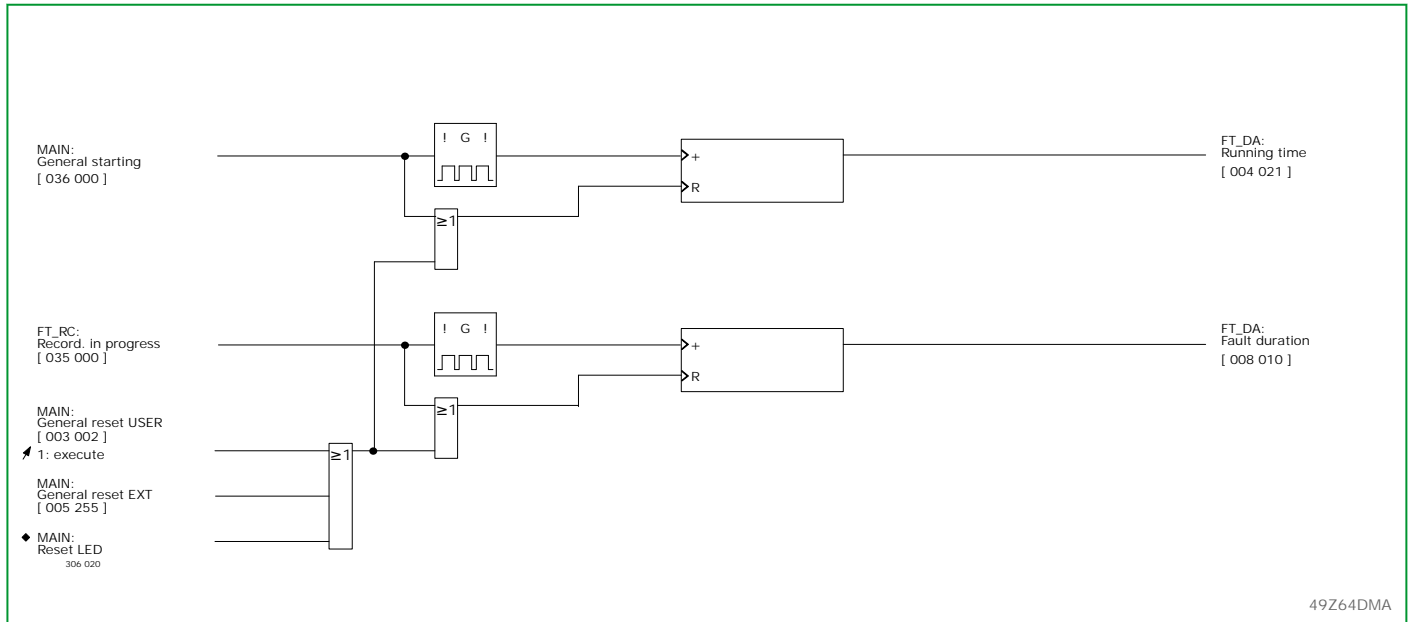 MAIN:
General starting
[ 036 000 ]
! G !
+
R
≥1
FT_DA:
Running time
[ 004 021 ]
FT_RC:
Record. in progress
[ 035 000 ]
! G !
+
R
≥1
FT_DA:
Fault duration
[ 008 010 ]
MAIN:
General reset USER
[ 003 002 ]
1: execute
≥1
MAIN:
General reset EXT
[ 005 255 ]
MAIN:
Reset LED
306 020
49Z64DMA